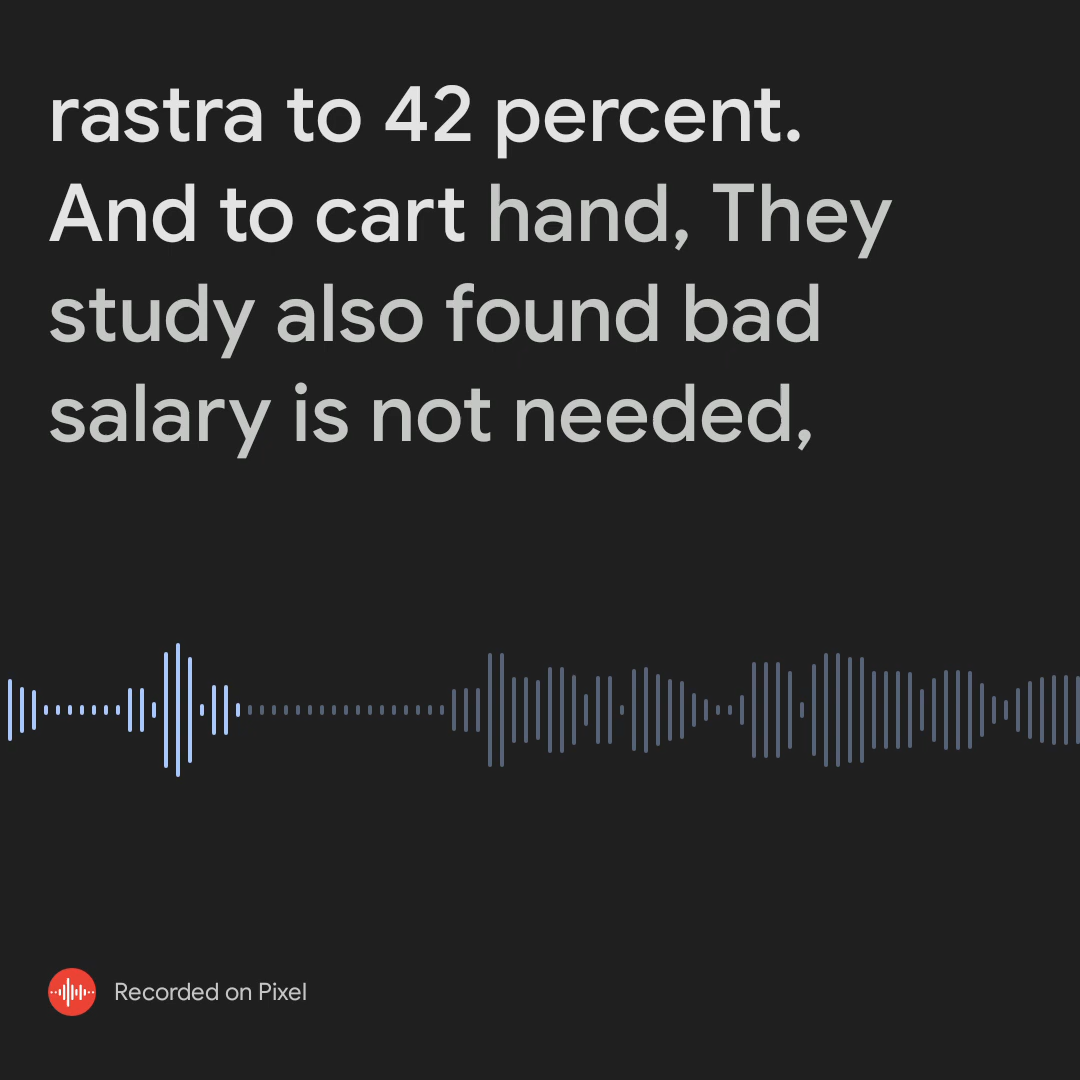 rastra to 42 percent.
And to cart hand, They
study also found bad
salary is not needed,
Recorded on Pixel